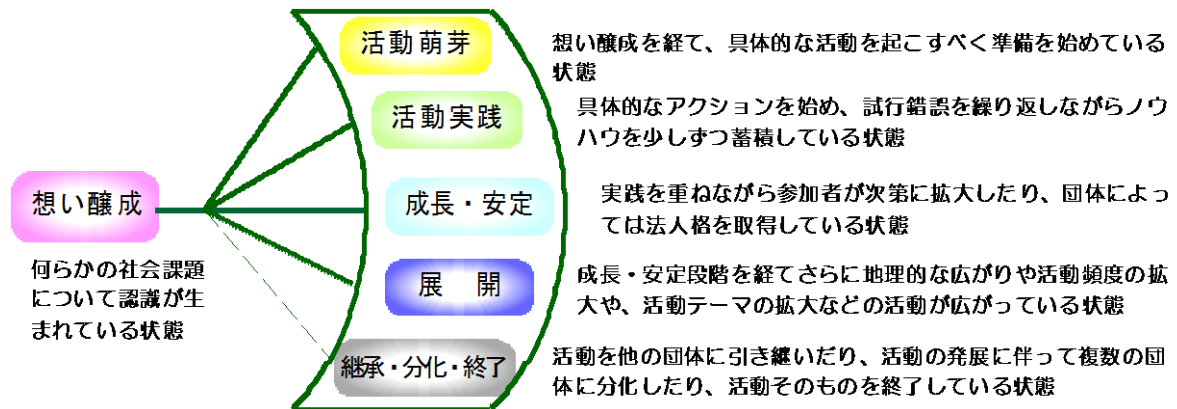 想い醸成
何らかの社会課題
について認識が生
まれている状態
活動萌芽
想い醸成を経て、具体的な活動を起こすべく準備を始めている
状態
活動実践
具体的なアクションを始め、試行錯誤を繰り返しながらノウ
ハウを少しずつ蓄積している状態
成長・安定
実践を重ねながら参加者が次第に拡大したり、団体によっ
ては法人格を取得している状態
展　開
成長・安定段階を経てさらに地理的な広がりや活動頻度の拡
大や、活動テーマの拡大などの活動が広がっている状態
継承・分化・終了
活動を他の団体に引き継いだり、活動の発展に伴って複数の団
体に分化したり、活動そのものを終了している状態